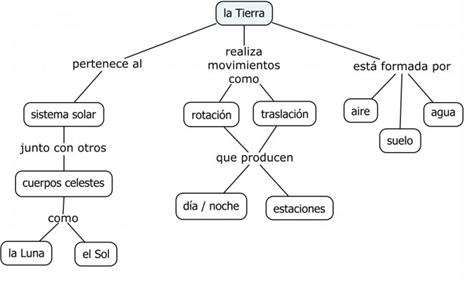 la Tierra
pertenece al
realiza
movimientos
como
está formada por
sistema solar
rotación
traslación
aire
suelo
agua
junto con otros
que producen
cuerpos celestes
día / noche
estaciones
como
la Luna
el Sol